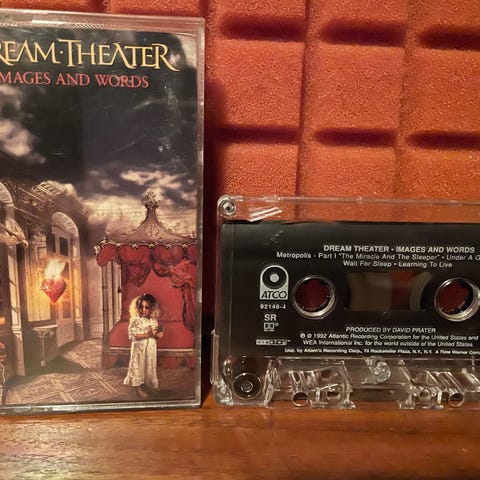 REAM·THEATER
IMAGES AND WORDS
DREAM THEATER • IMAGES AND WORDS
Metropolis - Part I "The Miracle And The Sleeper" • Under A G
Wait For Sleep • Learning To Live
ATCO
92148-4
SR
PRODUCED BY DAVID PRATER
℗ © 1992 Atlantic Recording Corporation for the United States and
WEA International Inc. for the world outside of the United States.
Dist. by Atlantic Recording Corp., 75 Rockefeller Plaza, N.Y., N.Y. A Time Warner Com